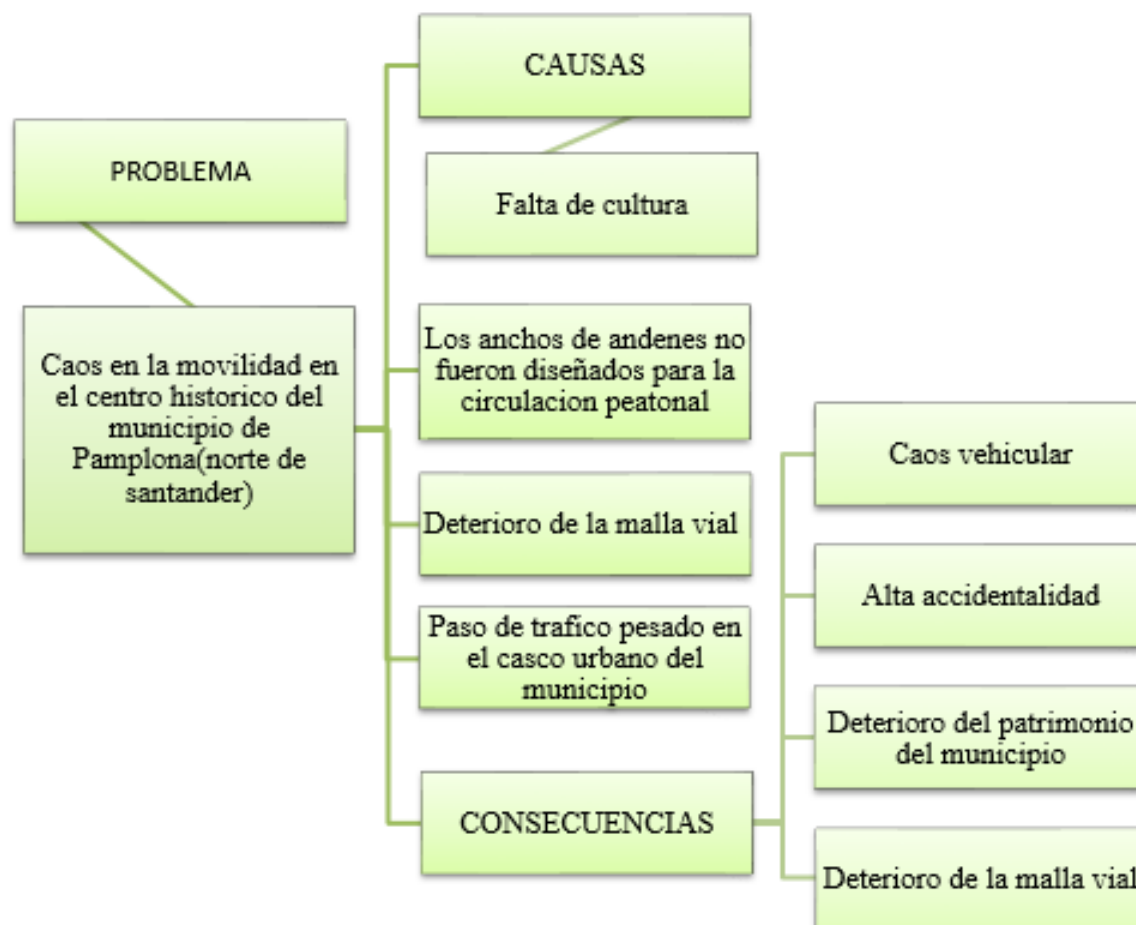 PROBLEMA
Caos en la movilidad en
el centro historico del
municipio de
Pamplona(norte de
santander)
CAUSAS
Falta de cultura
Los anchos de andenes no
fueron diseñados para la
circulacion peatonal
Deterioro de la malla vial
Paso de trafico pesado en
el casco urbano del
municipio
CONSECUENCIAS
Caos vehicular
Alta accidentalidad
Deterioro del patrimonio
del municipio
Deterioro de la malla vial